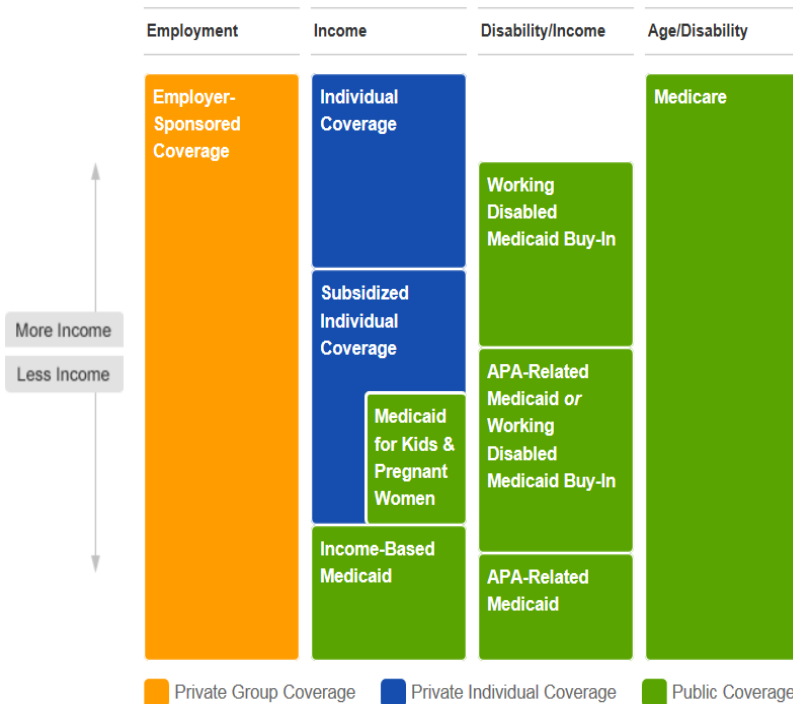 Employment
Income
Disability/Income
Age/Disability
Employer-
Sponsored
Coverage
Individual
Coverage
Subsidized
Individual
Coverage
Medicaid
for Kids &
Pregnant
Women
Income-Based
Medicaid
Working
Disabled
Medicaid Buy-In
APA-Related
Medicaid or
Working
Disabled
Medicaid Buy-In
APA-Related
Medicaid
Medicare
More Income
Less Income
Private Group Coverage
Private Individual Coverage
Public Coverage